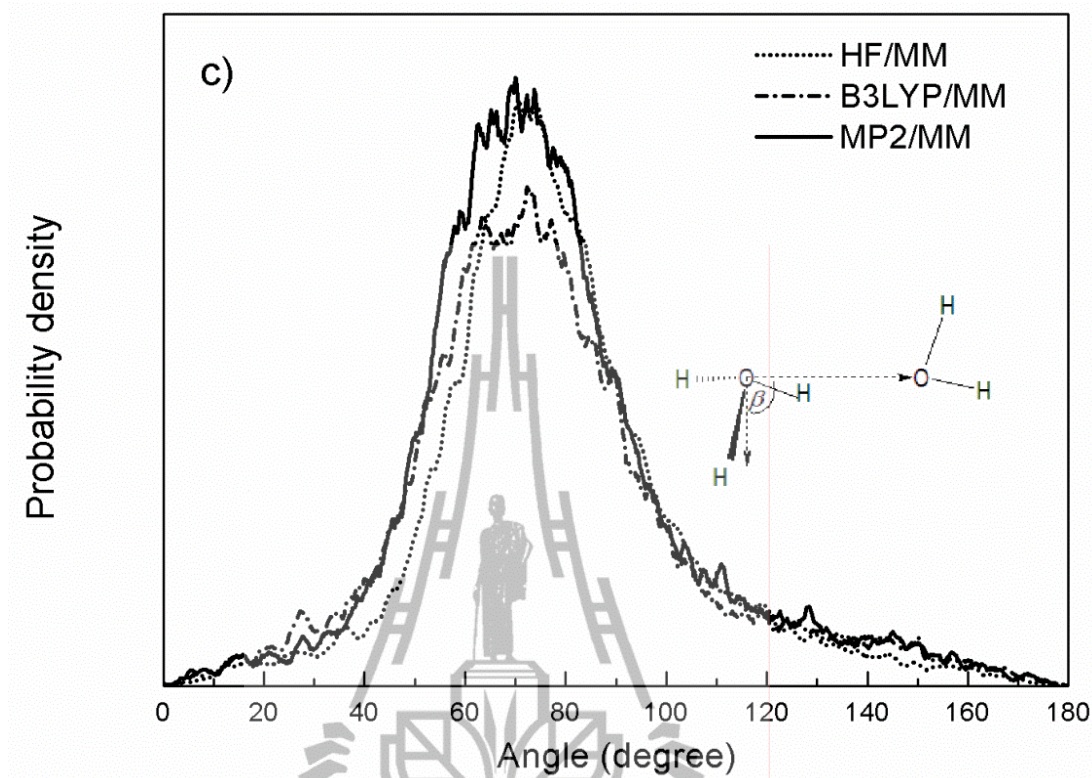 c)
HF/MM
B3LYP/MM
MP2/MM
Probability density
H
H O H O H
β
H
0 20 40 60 80 100 120 140 160 180
Angle (degree)